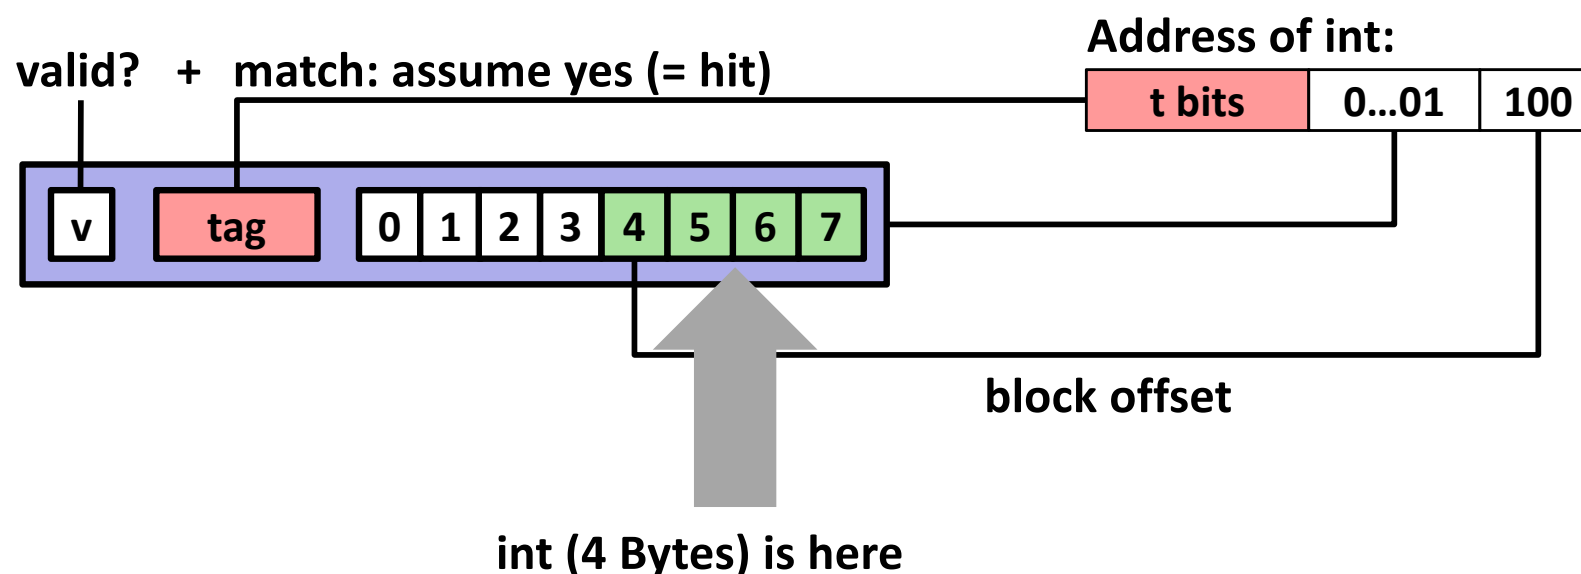 Address of int:
valid? + match: assume yes (= hit)
t bits 0...01 100
v tag 0 1 2 3 4 5 6 7
block offset
int (4 Bytes) is here